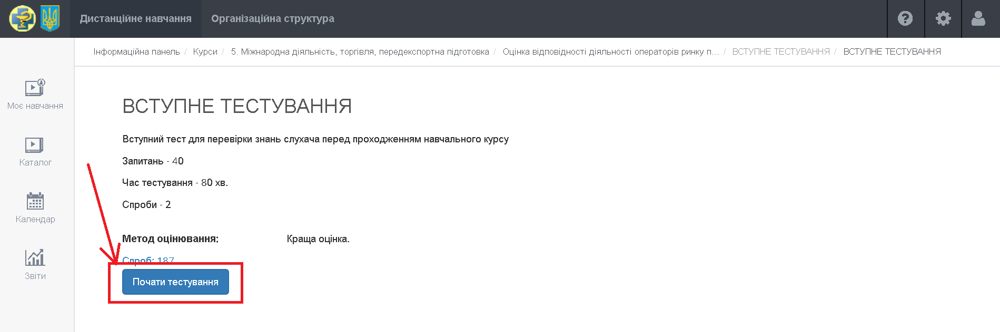 Дистанційне навчання Організаційна структура
Інформаційна панель / Курси / 5. Міжнародна діяльність, торгівля, передекспортна підготовка / Оцінка відповідності діяльності операторів ринку п... / ВСТУПНЕ ТЕСТУВАННЯ / ВСТУПНЕ ТЕСТУВАННЯ
Моє навчання
Каталог
Календар
Звіти
ВСТУПНЕ ТЕСТУВАННЯ
Вступний тест для перевірки знань слухача перед проходженням навчального курсу
Запитань - 40
Час тестування - 80 хв.
Спроби - 2
Метод оцінювання: Краща оцінка.
Спроб: 187
Почати тестування